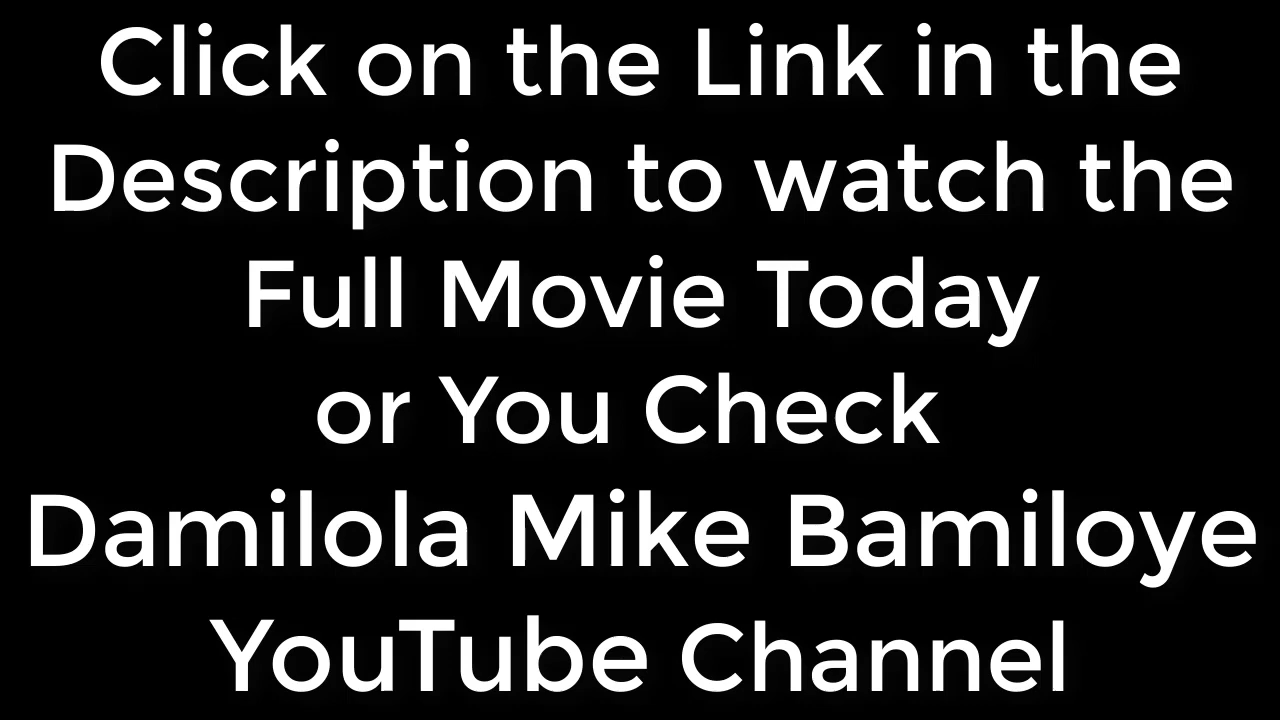 Click on the Link in the
Description to watch the
Full Movie Today
or You Check
Damilola Mike Bamiloye
YouTube Channel